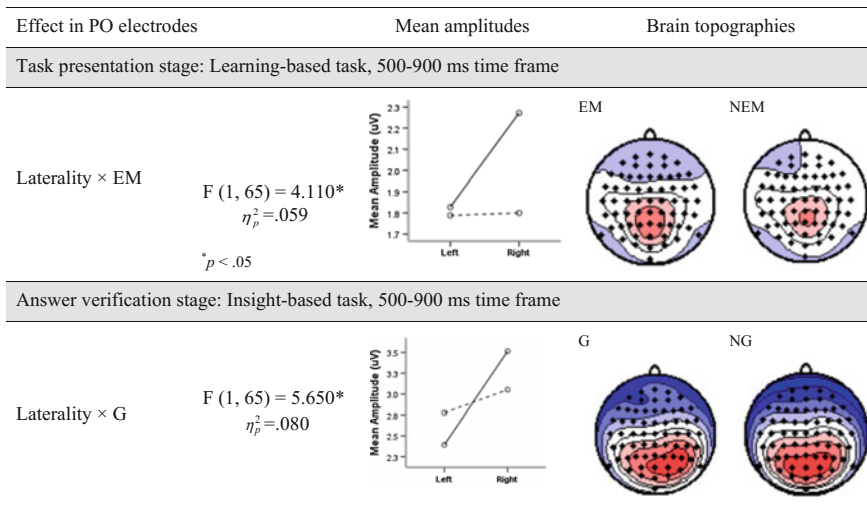 Effect in PO electrodes Mean amplitudes Brain topographies
Task presentation stage: Learning-based task, 500-900 ms time frame
Laterality × EM
F (1, 65) = 4.110*
η²ₚ =.059
*p < .05
Mean Amplitude (uV)
2.3
2.2
2.1
2.0
1.9
1.8
1.7
Left Right
EM NEM
Answer verification stage: Insight-based task, 500-900 ms time frame
Laterality × G
F (1, 65) = 5.650*
η²ₚ =.080
Mean Amplitude (uV)
3.5
3.3
3.0
2.8
2.5
2.3
Left Right
G NG